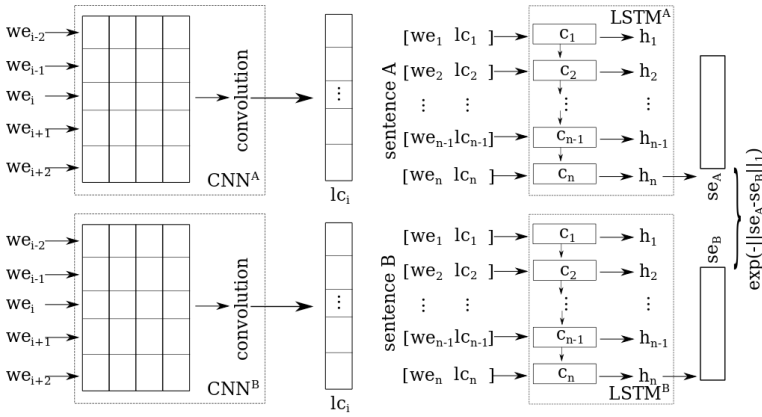 we_{i-2}
we_{i-1}
we_i
we_{i+1}
we_{i+2}
convolution
CNN^A
⋮
lc_i
we_{i-2}
we_{i-1}
we_i
we_{i+1}
we_{i+2}
convolution
CNN^B
⋮
lc_i
sentence A
LSTM^A
[we_1 lc_1 ] c_1 h_1
[we_2 lc_2 ] c_2 h_2
⋮ ⋮ ⋮ ⋮
[we_{n-1} lc_{n-1}] c_{n-1} h_{n-1}
[we_n lc_n ] c_n h_n
se_A
sentence B
[we_1 lc_1 ] c_1 h_1
[we_2 lc_2 ] c_2 h_2
⋮ ⋮ ⋮ ⋮
[we_{n-1} lc_{n-1}] c_{n-1} h_{n-1}
[we_n lc_n ] c_n h_n
LSTM^B
se_B
exp(-||se_A-se_B||_1)